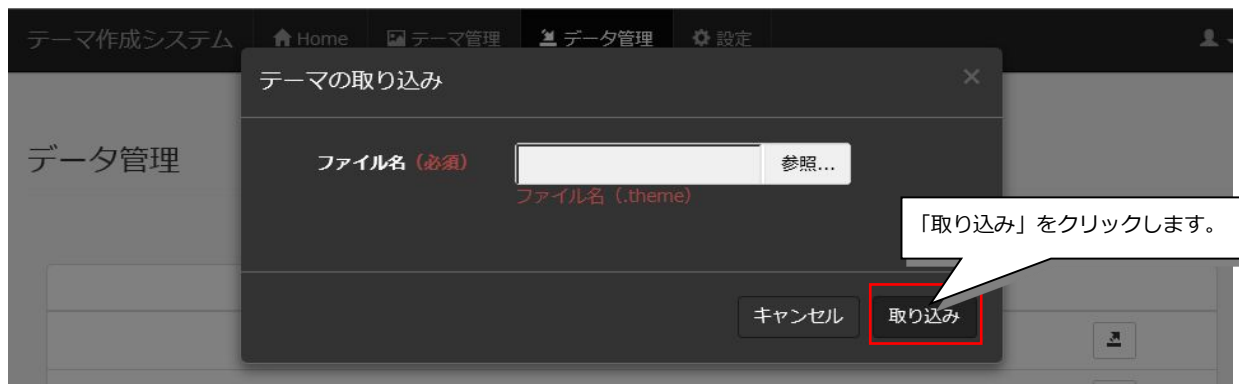 テーマ作成システム Home テーマ管理 データ管理 設定
テーマの取り込み ×
データ管理
ファイル名（必須） 参照...
ファイル名（.theme）
「取り込み」をクリックします。
キャンセル 取り込み